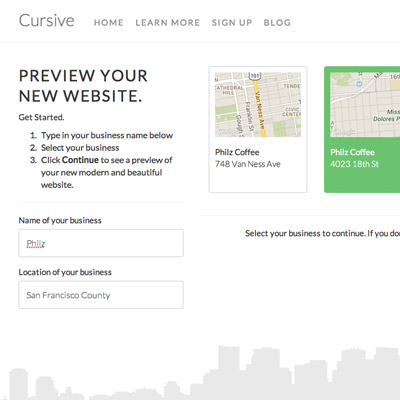 Cursive
HOME LEARN MORE SIGN UP BLOG
PREVIEW YOUR
NEW WEBSITE.
Get Started.
1. Type in your business name below
2. Select your business
3. Click Continue to see a preview of
your new modern and beautiful
website.
Name of your business
Philz
Location of your business
San Francisco County
CATHEDRAL
HILL
101
Van Ness Ave
Franklin St
Gough St
TEN
CIVIC
CENTER
Philz Coffee
748 Van Ness Ave
Miss
Dolores P
Philz Coffee
4023 18th St
Select your business to continue. If you do